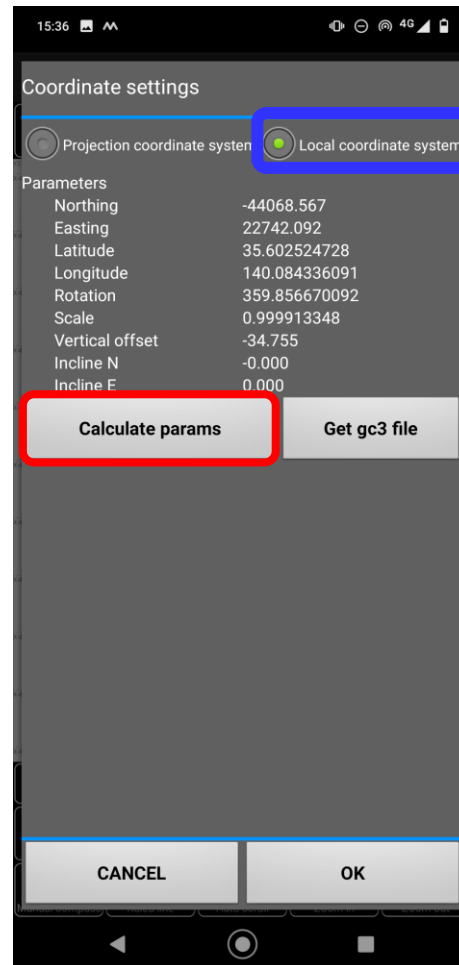 15:36 4G
Coordinate settings
Projection coordinate system Local coordinate system
Parameters
Northing -44068.567
Easting 22742.092
Latitude 35.602524728
Longitude 140.084336091
Rotation 359.856670092
Scale 0.999913348
Vertical offset -34.755
Incline N -0.000
Incline E 0.000
Calculate params Get gc3 file
CANCEL OK